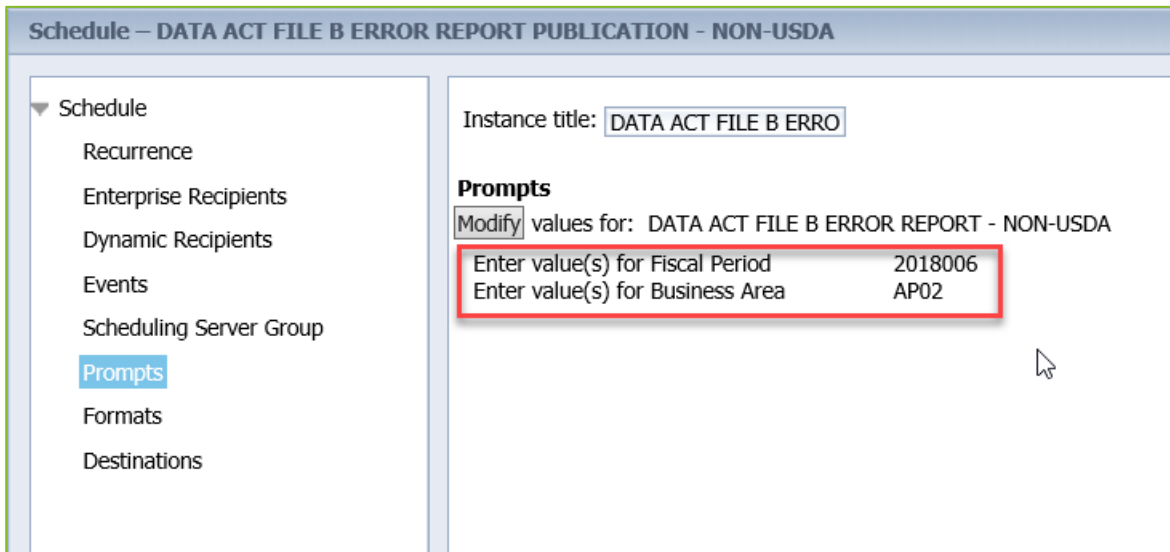 Schedule – DATA ACT FILE B ERROR REPORT PUBLICATION - NON-USDA
Schedule
Recurrence
Enterprise Recipients
Dynamic Recipients
Events
Scheduling Server Group
Prompts
Formats
Destinations
Instance title: DATA ACT FILE B ERRO
Prompts
Modify values for: DATA ACT FILE B ERROR REPORT - NON-USDA
Enter value(s) for Fiscal Period 2018006
Enter value(s) for Business Area AP02